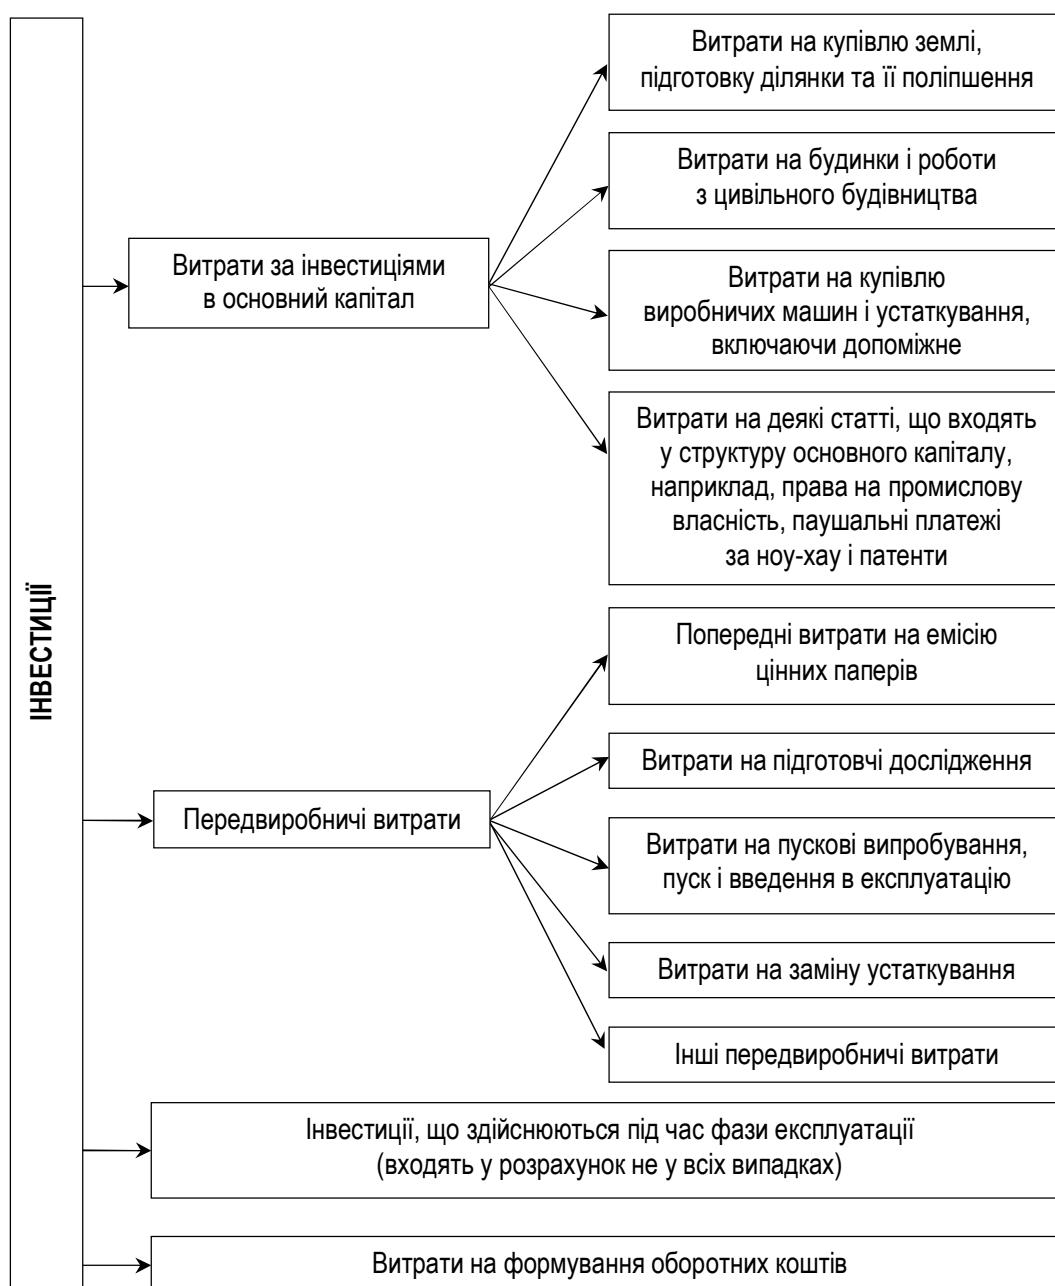 ІНВЕСТИЦІЇ
Витрати за інвестиціями
в основний капітал
Витрати на купівлю землі,
підготовку ділянки та її поліпшення
Витрати на будинки і роботи
з цивільного будівництва
Витрати на купівлю
виробничих машин і устаткування,
включаючи допоміжне
Витрати на деякі статті, що входять
у структуру основного капіталу,
наприклад, права на промислову
власність, паушальні платежі
за ноу-хау і патенти
Передвиробничі витрати
Попередні витрати на емісію
цінних паперів
Витрати на підготовчі дослідження
Витрати на пускові випробування,
пуск і введення в експлуатацію
Витрати на заміну устаткування
Інші передвиробничі витрати
Інвестиції, що здійснюються під час фази експлуатації
(входять у розрахунок не у всіх випадках)
Витрати на формування оборотних коштів